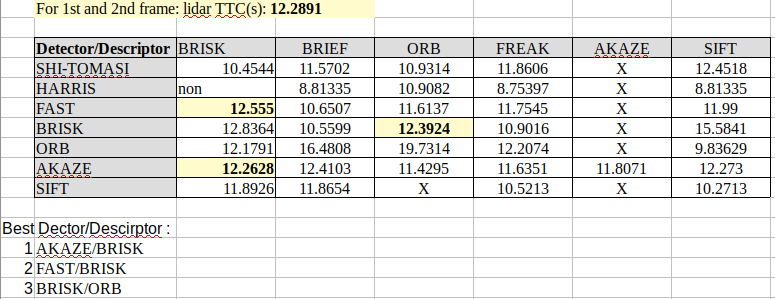 For 1st and 2nd frame: lidar TTC(s): 12.2891
Detector/Descriptor BRISK BRIEF ORB FREAK AKAZE SIFT
SHI-TOMASI 10.4544 11.5702 10.9314 11.8606 X 12.4518
HARRIS non 8.81335 10.9082 8.75397 X 8.81335
FAST 12.555 10.6507 11.6137 11.7545 X 11.99
BRISK 12.8364 10.5599 12.3924 10.9016 X 15.5841
ORB 12.1791 16.4808 19.7314 12.2074 X 9.83629
AKAZE 12.2628 12.4103 11.4295 11.6351 11.8071 12.273
SIFT 11.8926 11.8654 X 10.5213 X 10.2713
Best Dector/Descirptor :
1 AKAZE/BRISK
2 FAST/BRISK
3 BRISK/ORB